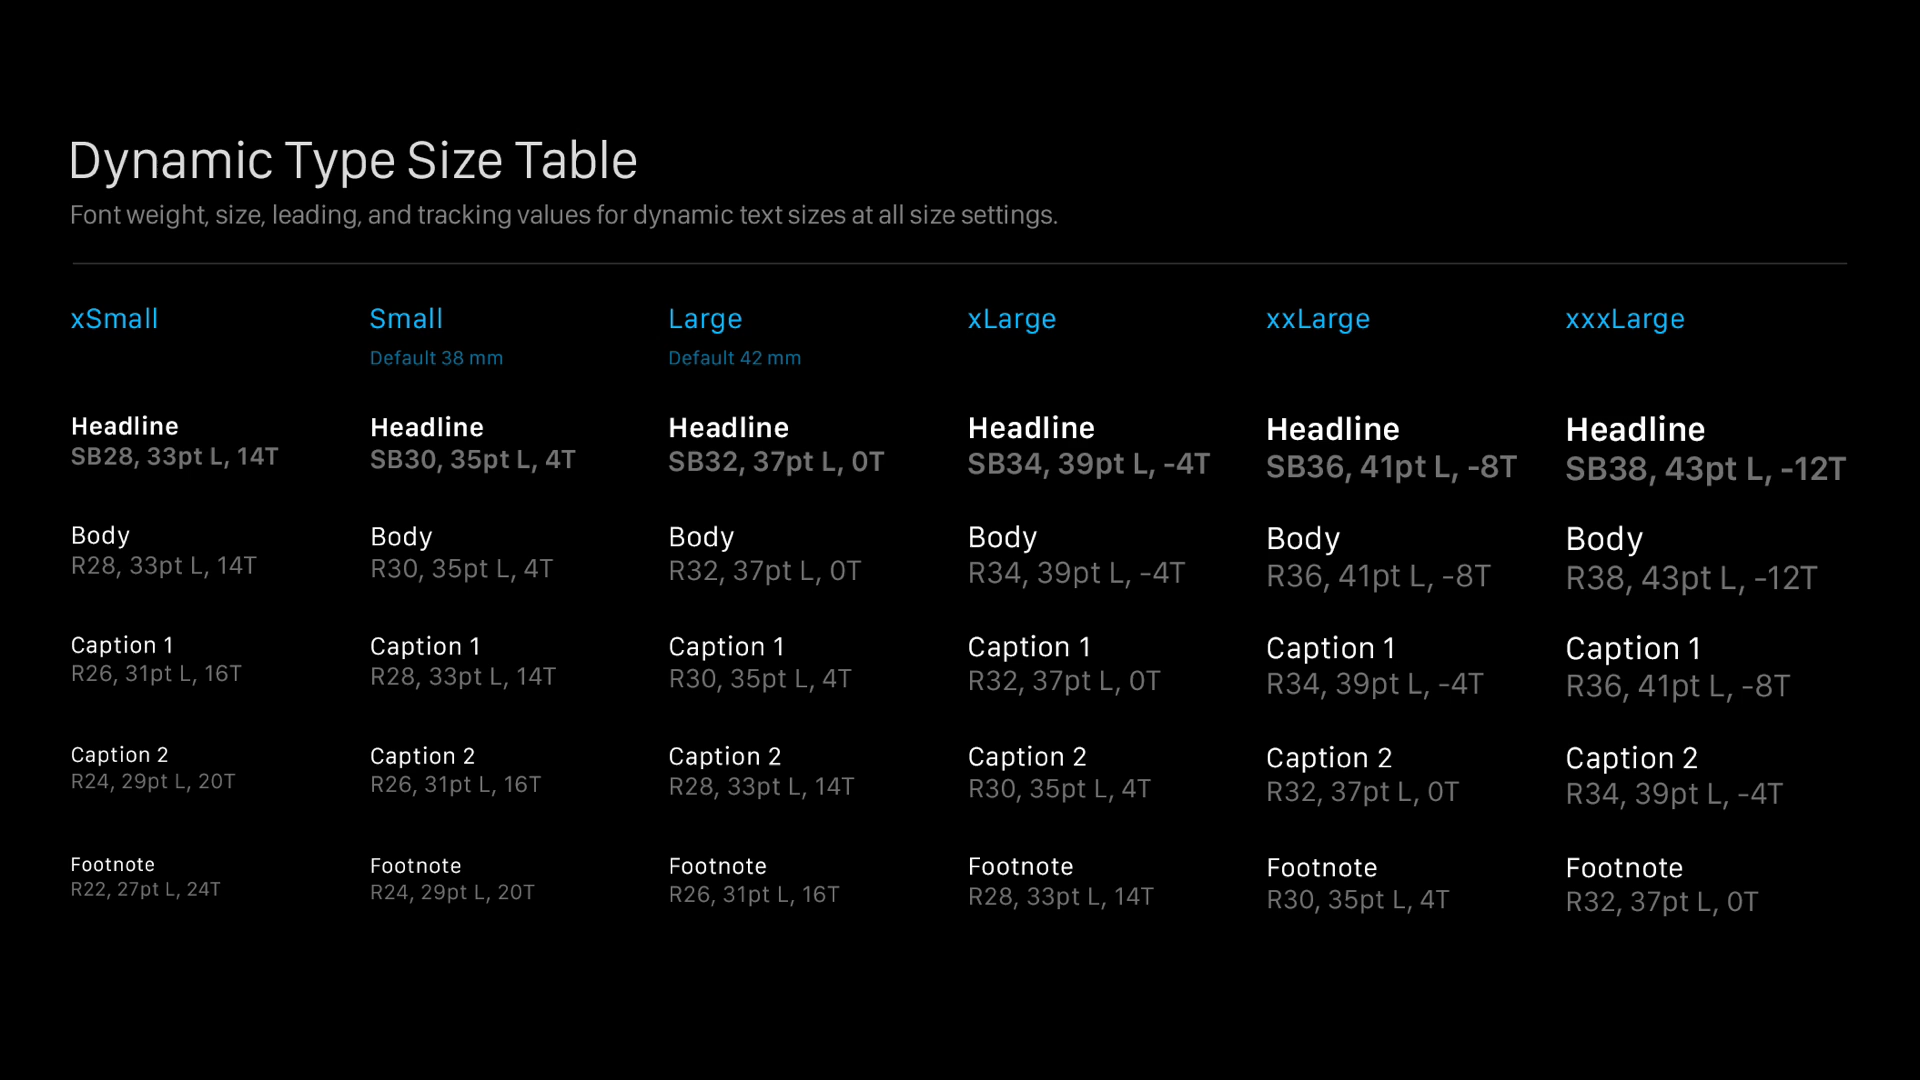 Dynamic Type Size Table
Font weight, size, leading, and tracking values for dynamic text sizes at all size settings.
xSmall
Small
Default 38 mm
Large
Default 42 mm
xLarge
xxLarge
xxxLarge
Headline
SB28, 33pt L, 14T
Headline
SB30, 35pt L, 4T
Headline
SB32, 37pt L, 0T
Headline
SB34, 39pt L, -4T
Headline
SB36, 41pt L, -8T
Headline
SB38, 43pt L, -12T
Body
R28, 33pt L, 14T
Body
R30, 35pt L, 4T
Body
R32, 37pt L, 0T
Body
R34, 39pt L, -4T
Body
R36, 41pt L, -8T
Body
R38, 43pt L, -12T
Caption 1
R26, 31pt L, 16T
Caption 1
R28, 33pt L, 14T
Caption 1
R30, 35pt L, 4T
Caption 1
R32, 37pt L, 0T
Caption 1
R34, 39pt L, -4T
Caption 1
R36, 41pt L, -8T
Caption 2
R24, 29pt L, 20T
Caption 2
R26, 31pt L, 16T
Caption 2
R28, 33pt L, 14T
Caption 2
R30, 35pt L, 4T
Caption 2
R32, 37pt L, 0T
Caption 2
R34, 39pt L, -4T
Footnote
R22, 27pt L, 24T
Footnote
R24, 29pt L, 20T
Footnote
R26, 31pt L, 16T
Footnote
R28, 33pt L, 14T
Footnote
R30, 35pt L, 4T
Footnote
R32, 37pt L, 0T